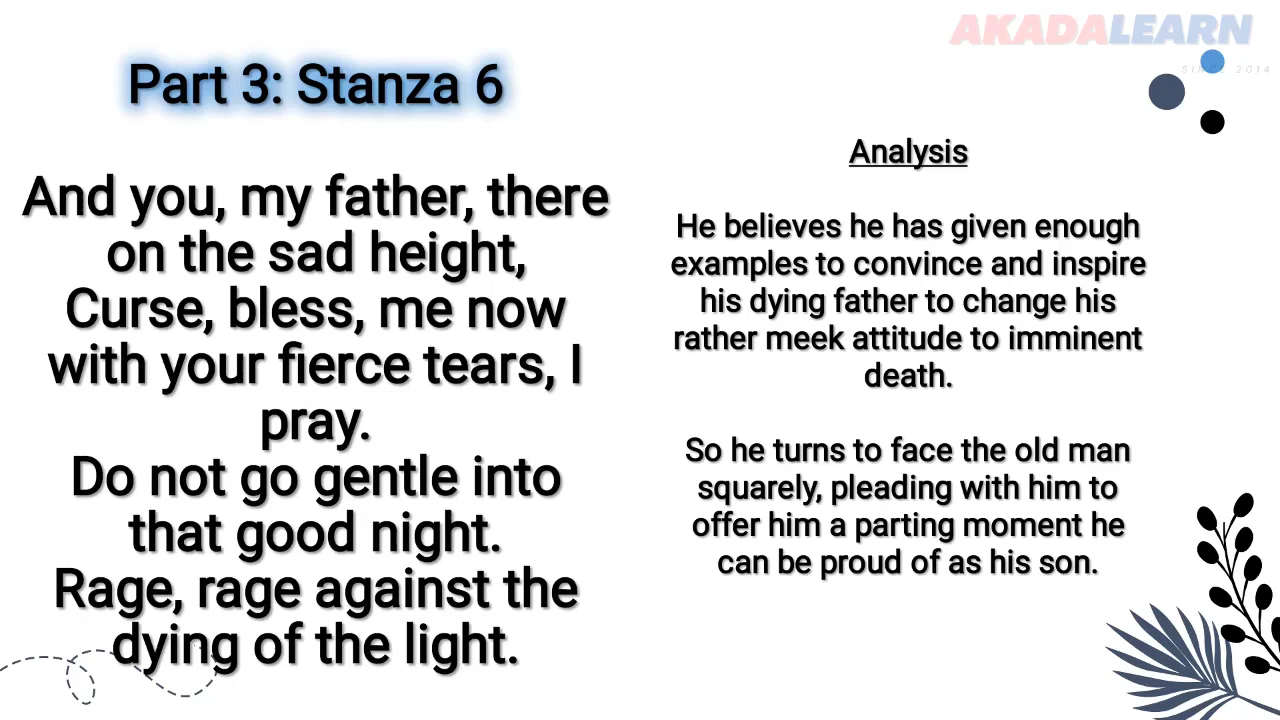 AKADALEARN
SINCE 2014
Part 3: Stanza 6
And you, my father, there
on the sad height,
Curse, bless, me now
with your fierce tears, I
pray.
Do not go gentle into
that good night.
Rage, rage against the
dying of the light.
Analysis
He believes he has given enough
examples to convince and inspire
his dying father to change his
rather meek attitude to imminent
death.
So he turns to face the old man
squarely, pleading with him to
offer him a parting moment he
can be proud of as his son.